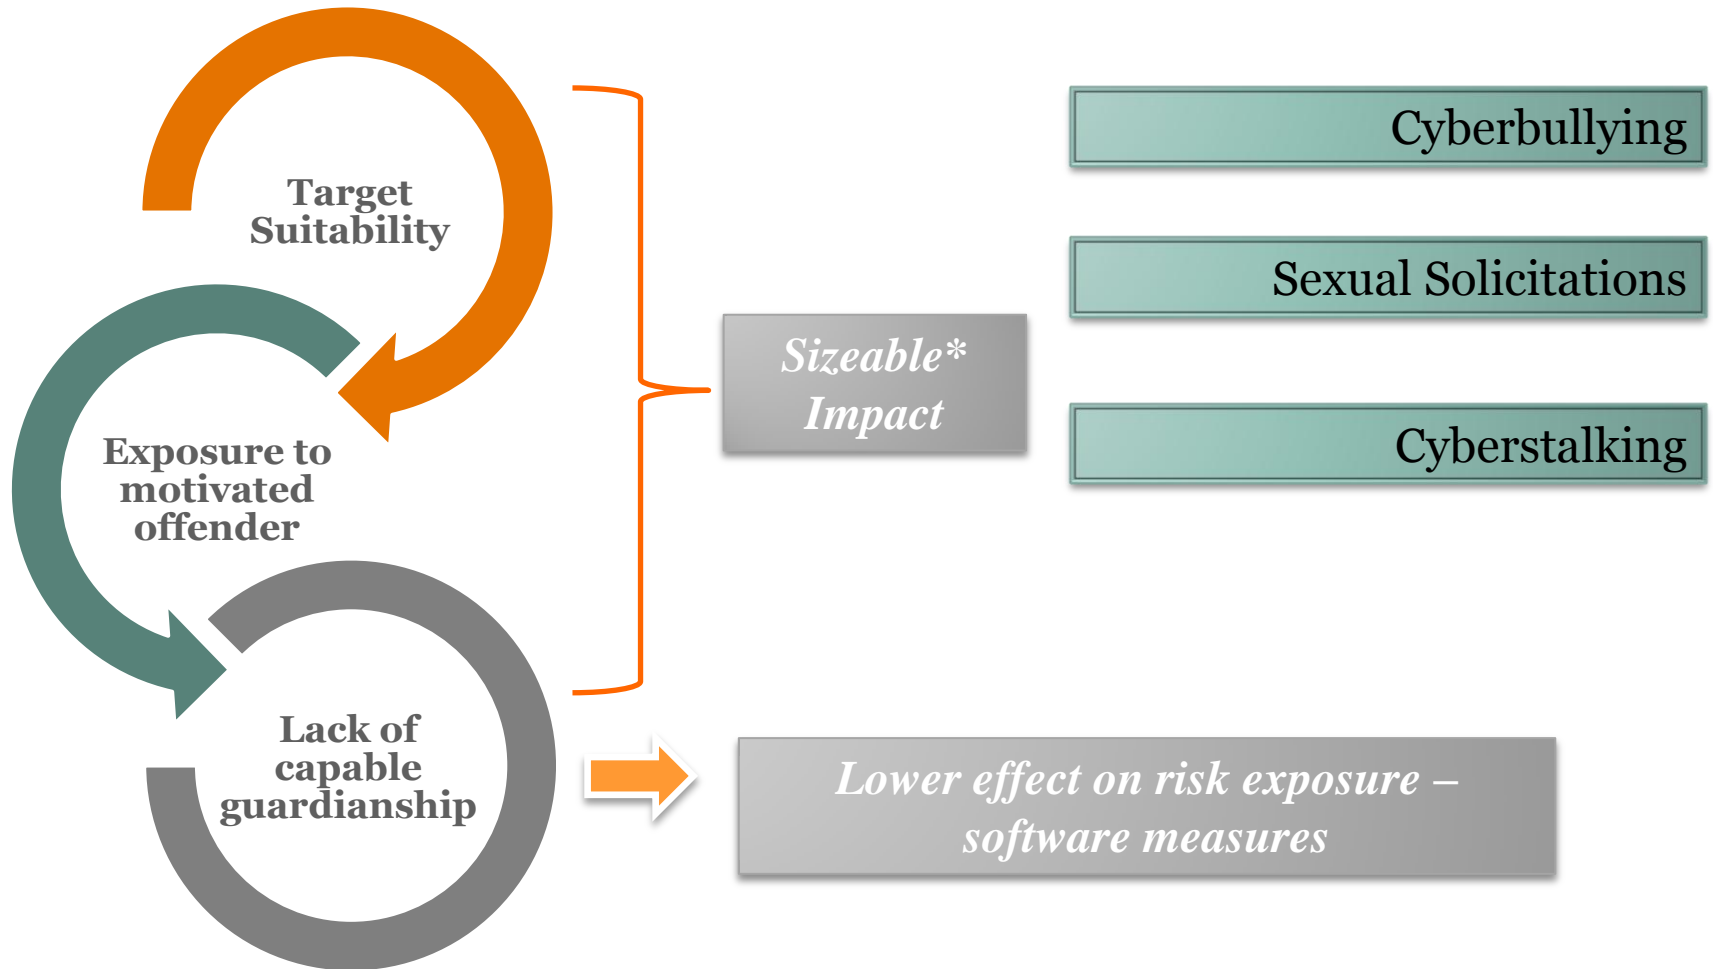 Target
Suitability
Exposure to
motivated
offender
Lack of
capable
guardianship
Sizeable*
Impact
Cyberbullying
Sexual Solicitations
Cyberstalking
Lower effect on risk exposure –
software measures